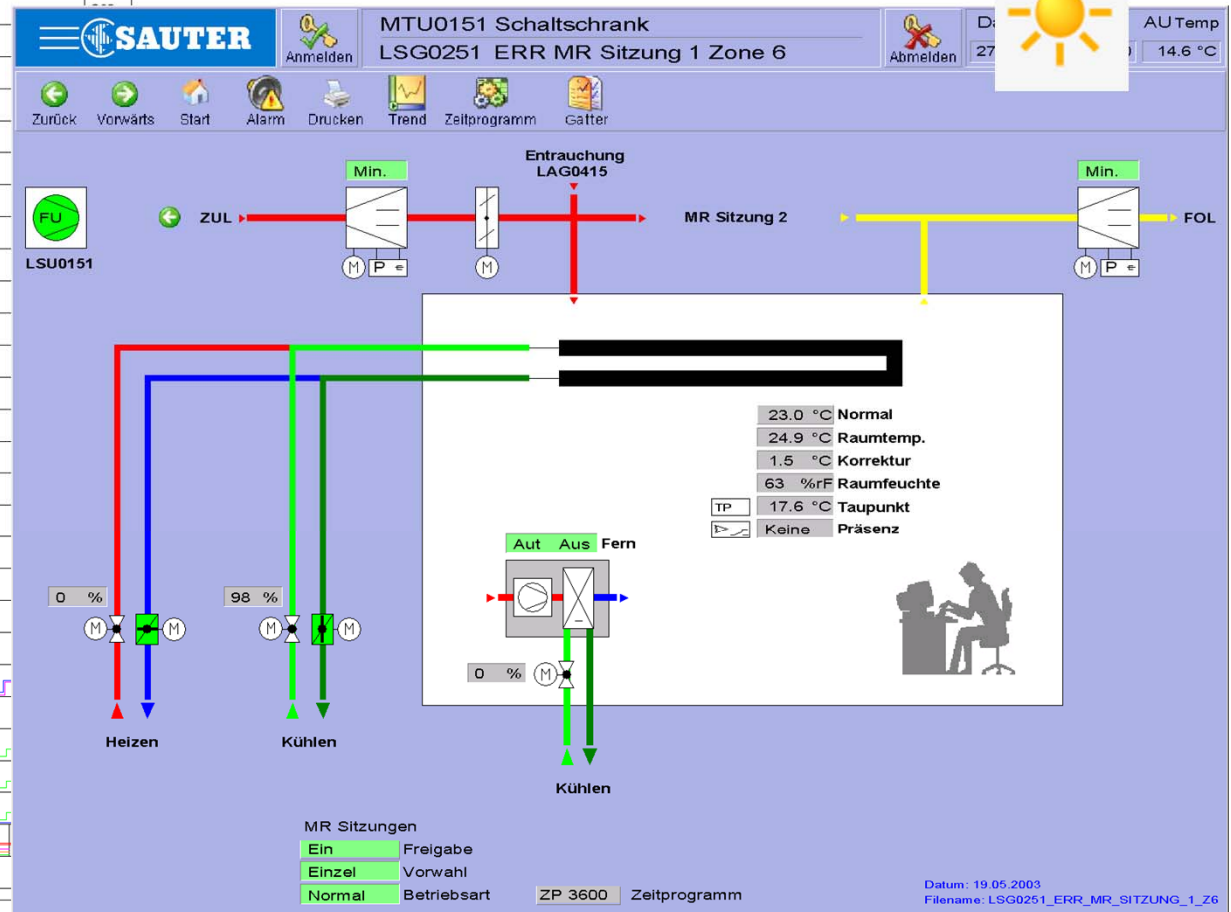 SAUTER
Anmelden
MTU0151 Schaltschrank
LSG0251 ERR MR Sitzung 1 Zone 6
Abmelden
27
AU Temp
14.6 °C
Zurück Vorwärts Start Alarm Drucken Trend Zeitprogramm Gatter
Entrauchung
LAG0415
Min.
Min.
FU
LSU0151
ZUL
MR Sitzung 2
FOL
M P
M
M P
23.0 °C Normal
24.9 °C Raumtemp.
1.5 °C Korrektur
63 %rF Raumfeuchte
TP 17.6 °C Taupunkt
Keine Präsenz
Aut Aus Fern
0 %
98 %
M M M M
0 % M
Heizen
Kühlen
Kühlen
MR Sitzungen
Ein Freigabe
Einzel Vorwahl
Normal Betriebsart ZP 3600 Zeitprogramm
Datum: 19.05.2003
Filename: LSG0251_ERR_MR_SITZUNG_1_Z6